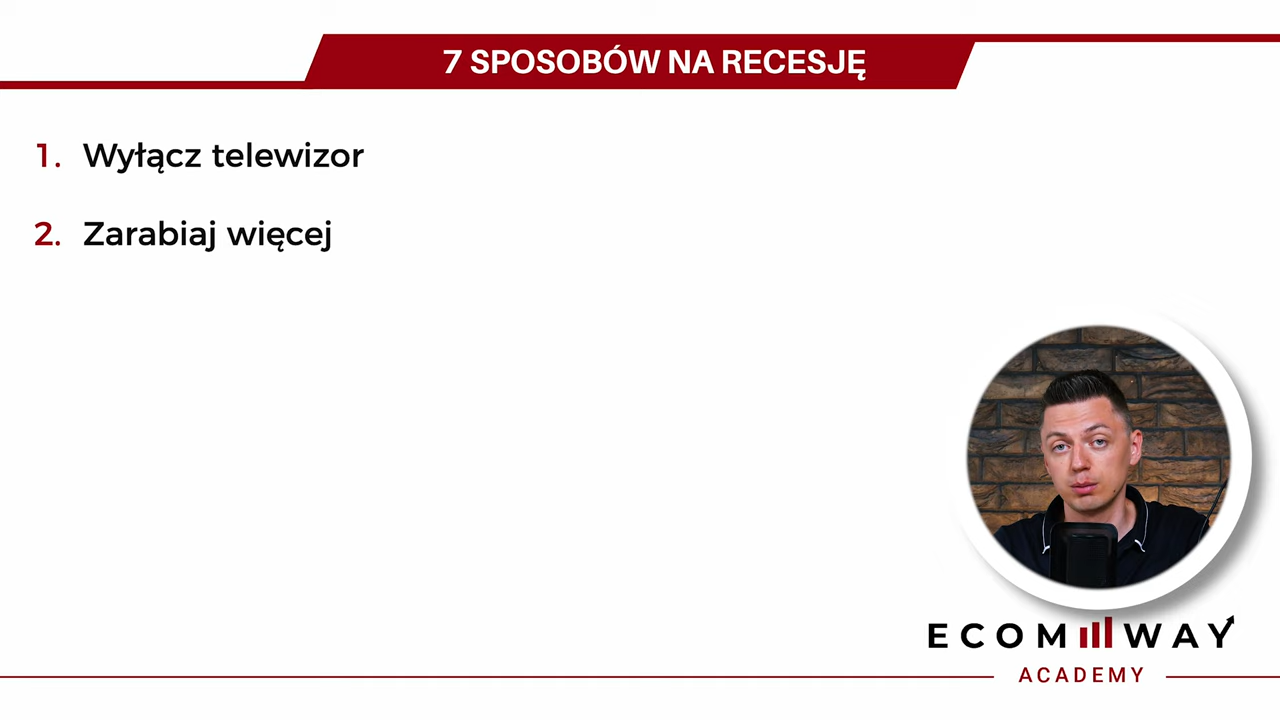 7 SPOSOBÓW NA RECESJĘ
1. Wyłącz telewizor
2. Zarabiaj więcej
ECOM WAY
ACADEMY